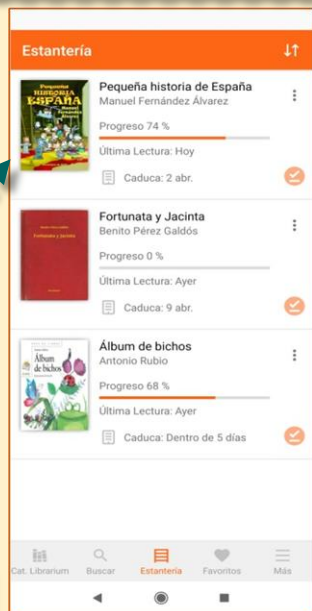 Estantería
Pequeña
HISTORIA
ESPAÑA
Manuel
Fernández
Álvarez
Pequeña historia de España
Manuel Fernández Álvarez
Progreso 74 %
Última Lectura: Hoy
Caduca: 2 abr.
Fortunata y Jacinta
Fortunata y Jacinta
Benito Pérez Galdós
Progreso 0 %
Última Lectura: Ayer
Caduca: 9 abr.
Álbum
de bichos
Álbum de bichos
Antonio Rubio
Progreso 68 %
Última Lectura: Ayer
Caduca: Dentro de 5 días
Cat. Librarium Buscar Estantería Favoritos Más